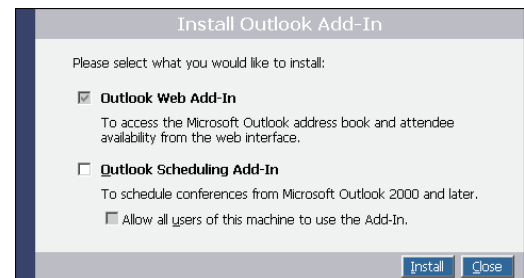 Install Outlook Add-In
Please select what you would like to install:
Outlook Web Add-In
To access the Microsoft Outlook address book and attendee
availability from the web interface.
Outlook Scheduling Add-In
To schedule conferences from Microsoft Outlook 2000 and later.
Allow all users of this machine to use the Add-In.
Install Close